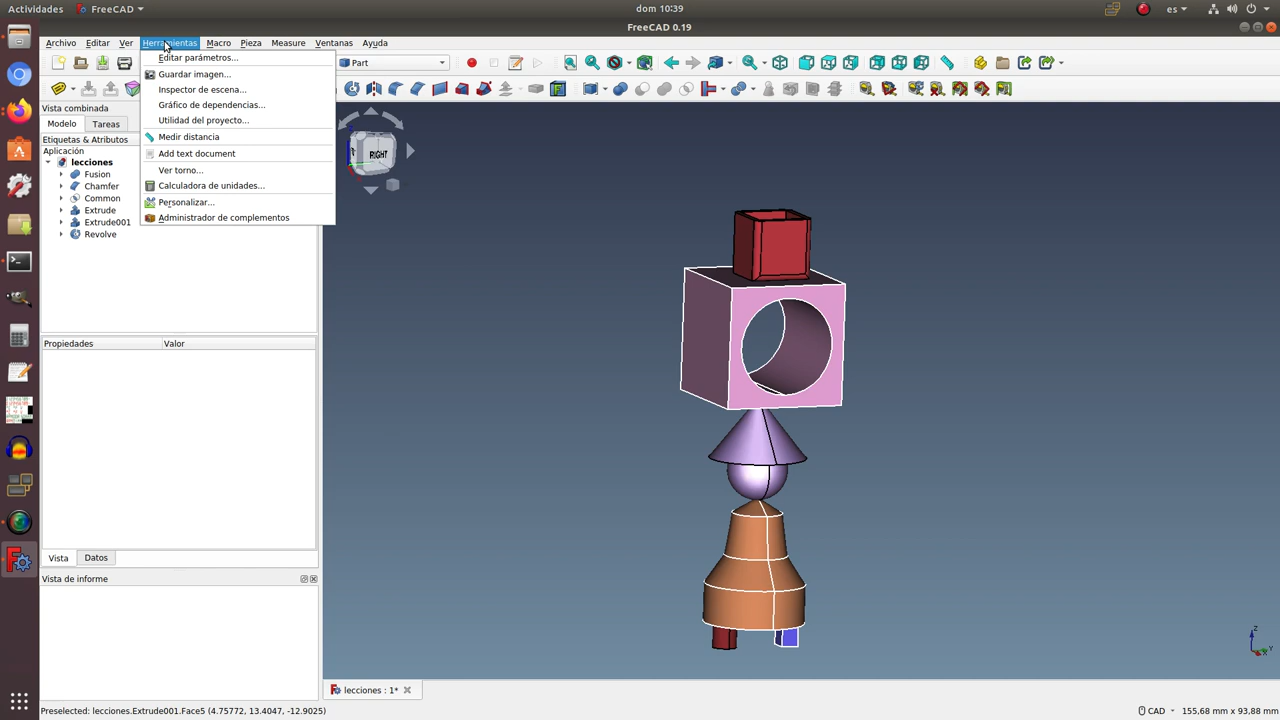 Actividades
FreeCAD
dom 10:39
es
FreeCAD 0.19
Archivo
Editar
Ver
Herramientas
Macro
Pieza
Measure
Ventanas
Ayuda
Editar parámetros...
Guardar imagen...
Inspector de escena...
Gráfico de dependencias...
Utilidad del proyecto...
Medir distancia
Add text document
Ver torno...
Calculadora de unidades...
Personalizar...
Administrador de complementos
Part
Vista combinada
Modelo
Tareas
Etiquetas & Atributos
Aplicación
lecciones
Fusion
Chamfer
Common
Extrude
Extrude001
Revolve
RIGHT
Propiedades
Valor
Vista
Datos
Vista de informe
lecciones : 1*
Z
Y
Preselected: lecciones.Extrude001.Face5 (4.75772, 13.4047, -12.9025)
CAD
155,68 mm x 93,88 mm